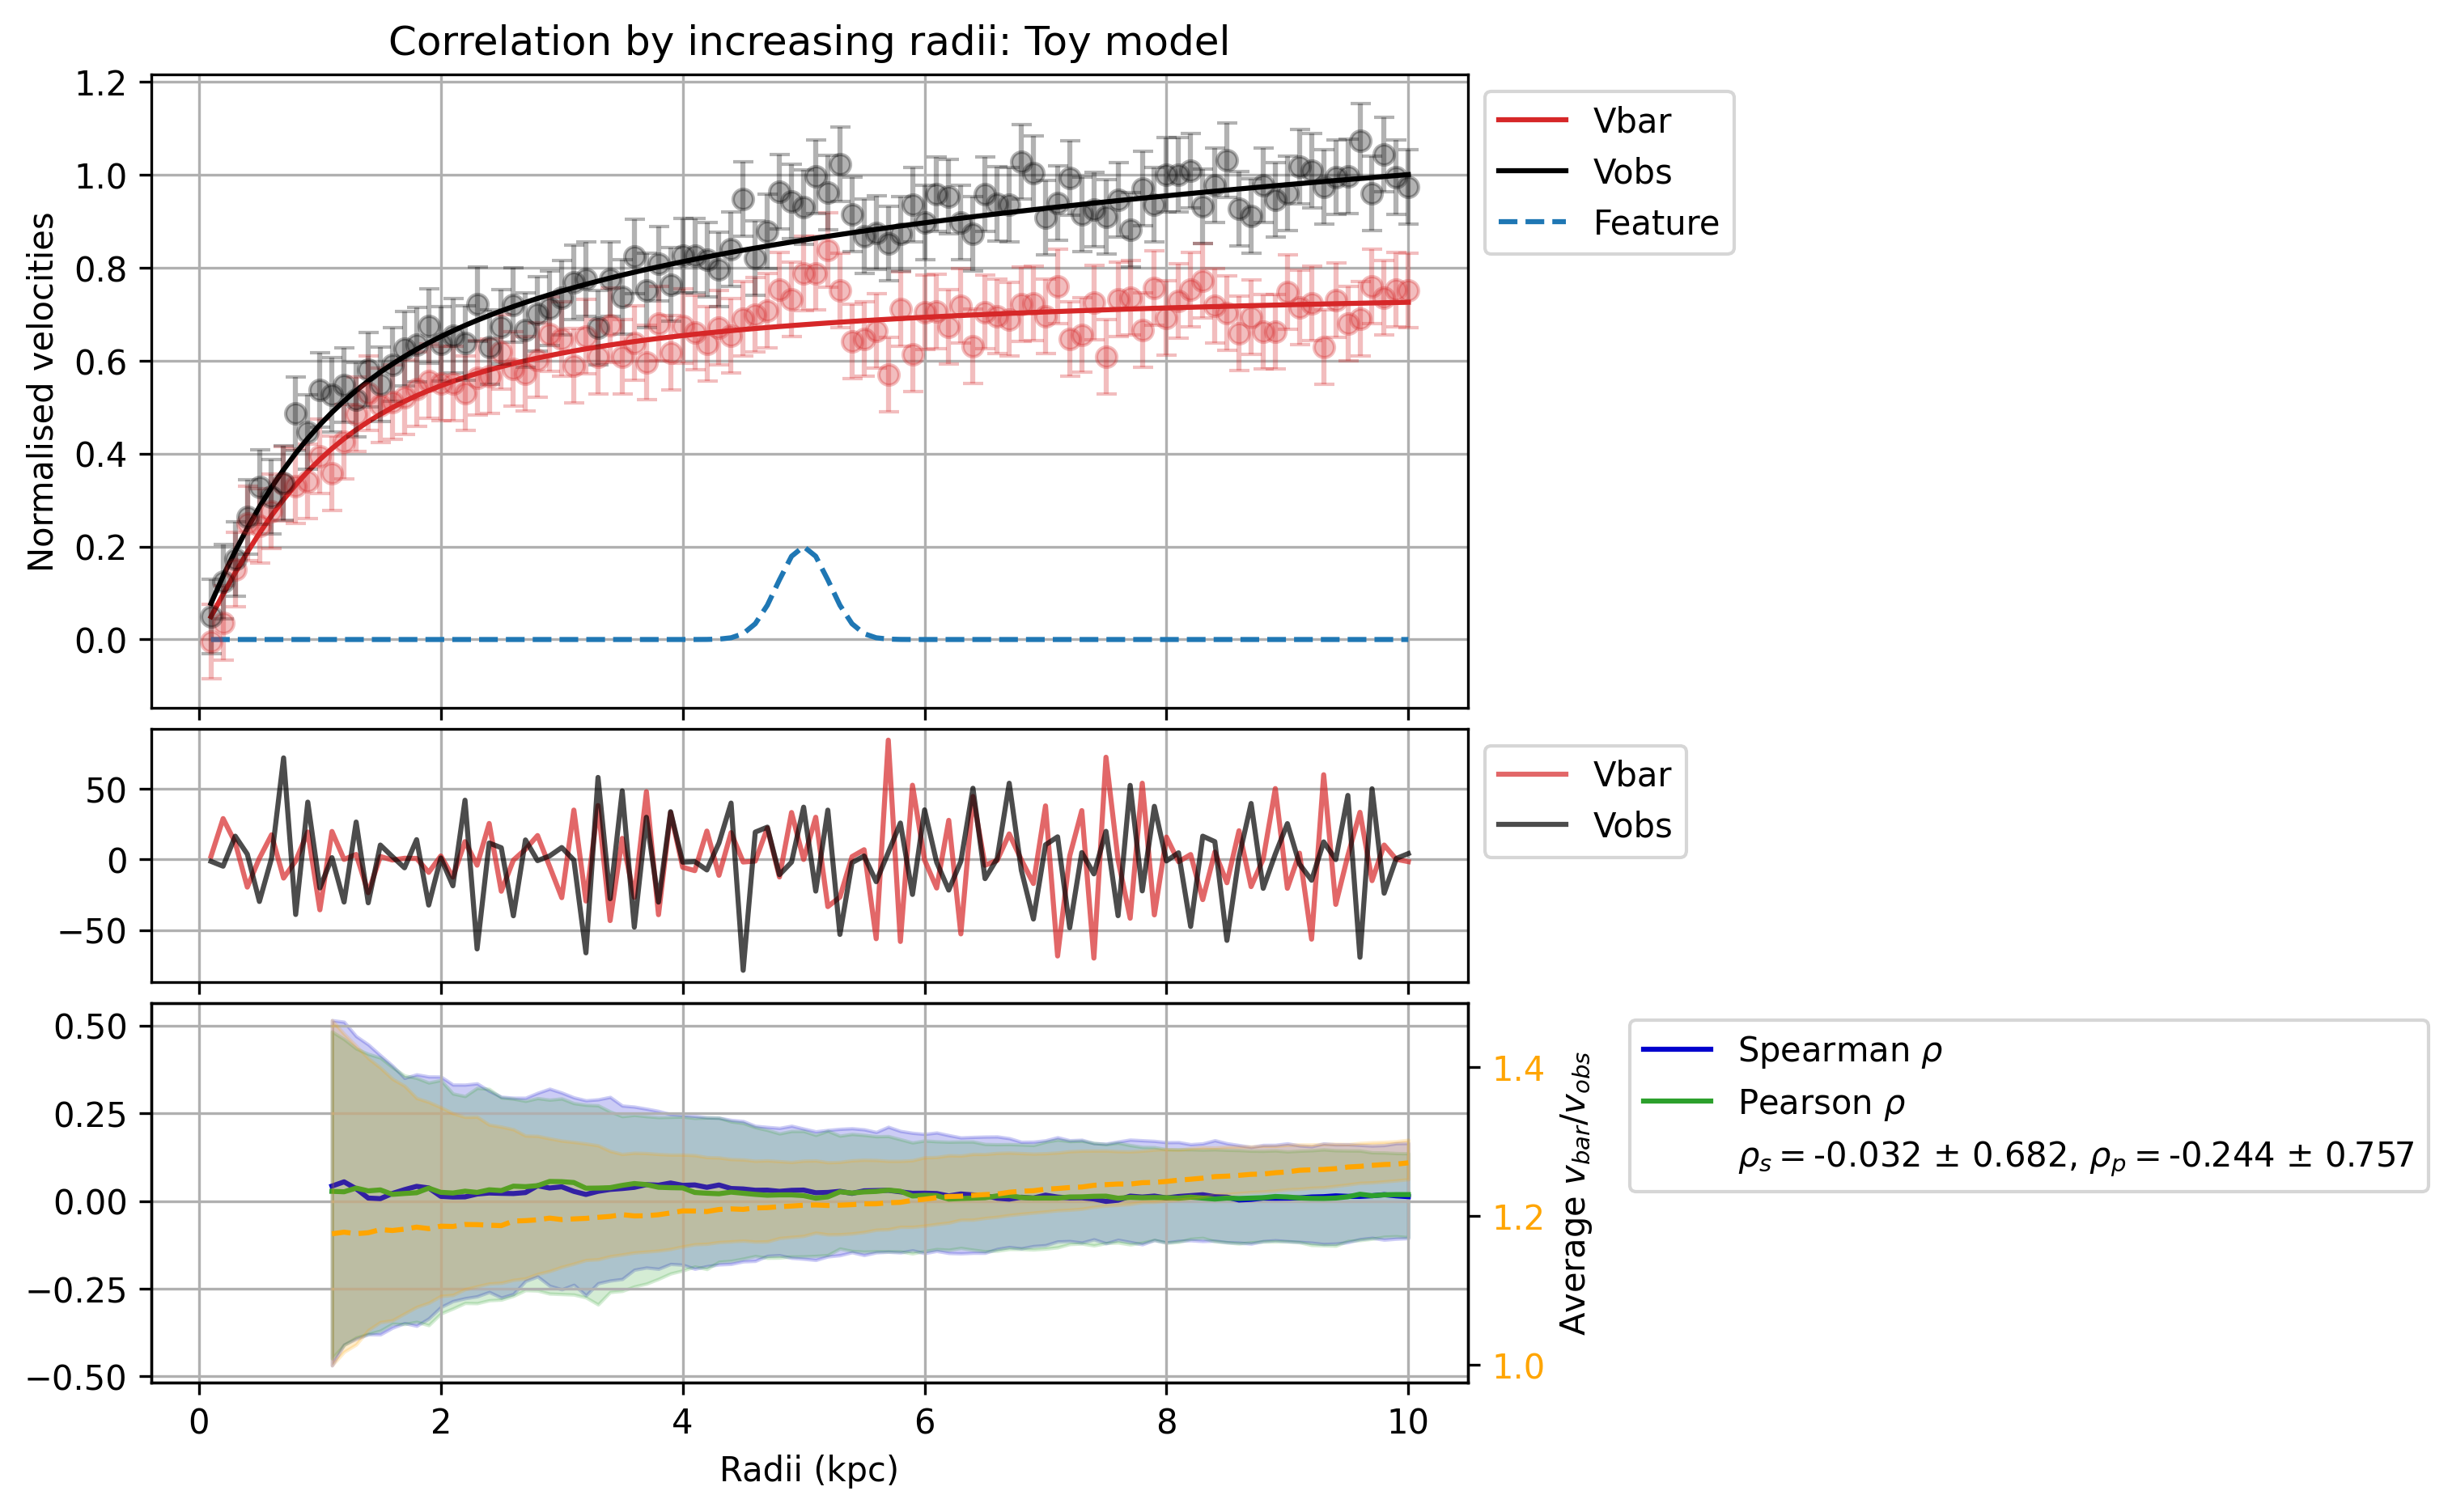 Correlation by increasing radii: Toy model
Normalised velocities
1.2
1.0
0.8
0.6
0.4
0.2
0.0
Vbar
Vobs
Feature
50
0
−50
Vbar
Vobs
0.50
0.25
0.00
−0.25
−0.50
1.4
1.2
1.0
Average v_bar/v_obs
Spearman ρ
Pearson ρ
ρ_s = -0.032 ± 0.682, ρ_p = -0.244 ± 0.757
0 2 4 6 8 10
Radii (kpc)